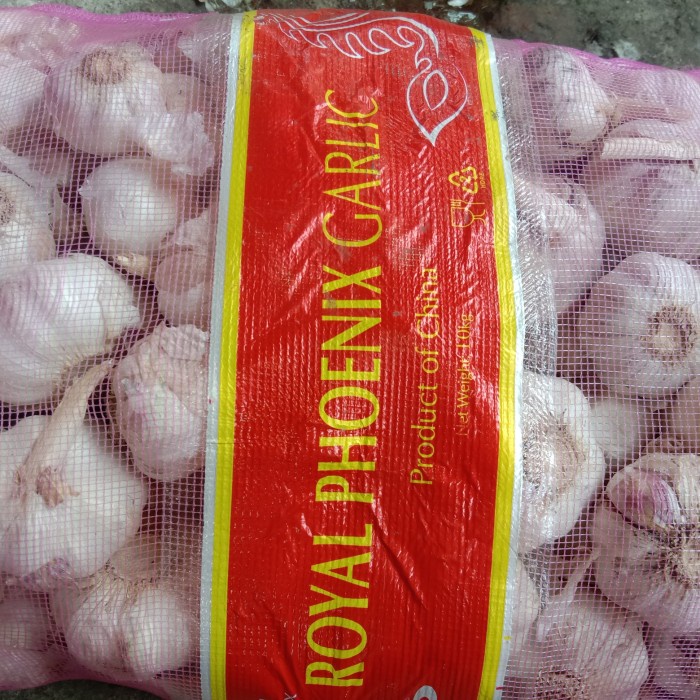 ROYAL PHOENIX GARLIC
Product of China
Net Weight: 10kg